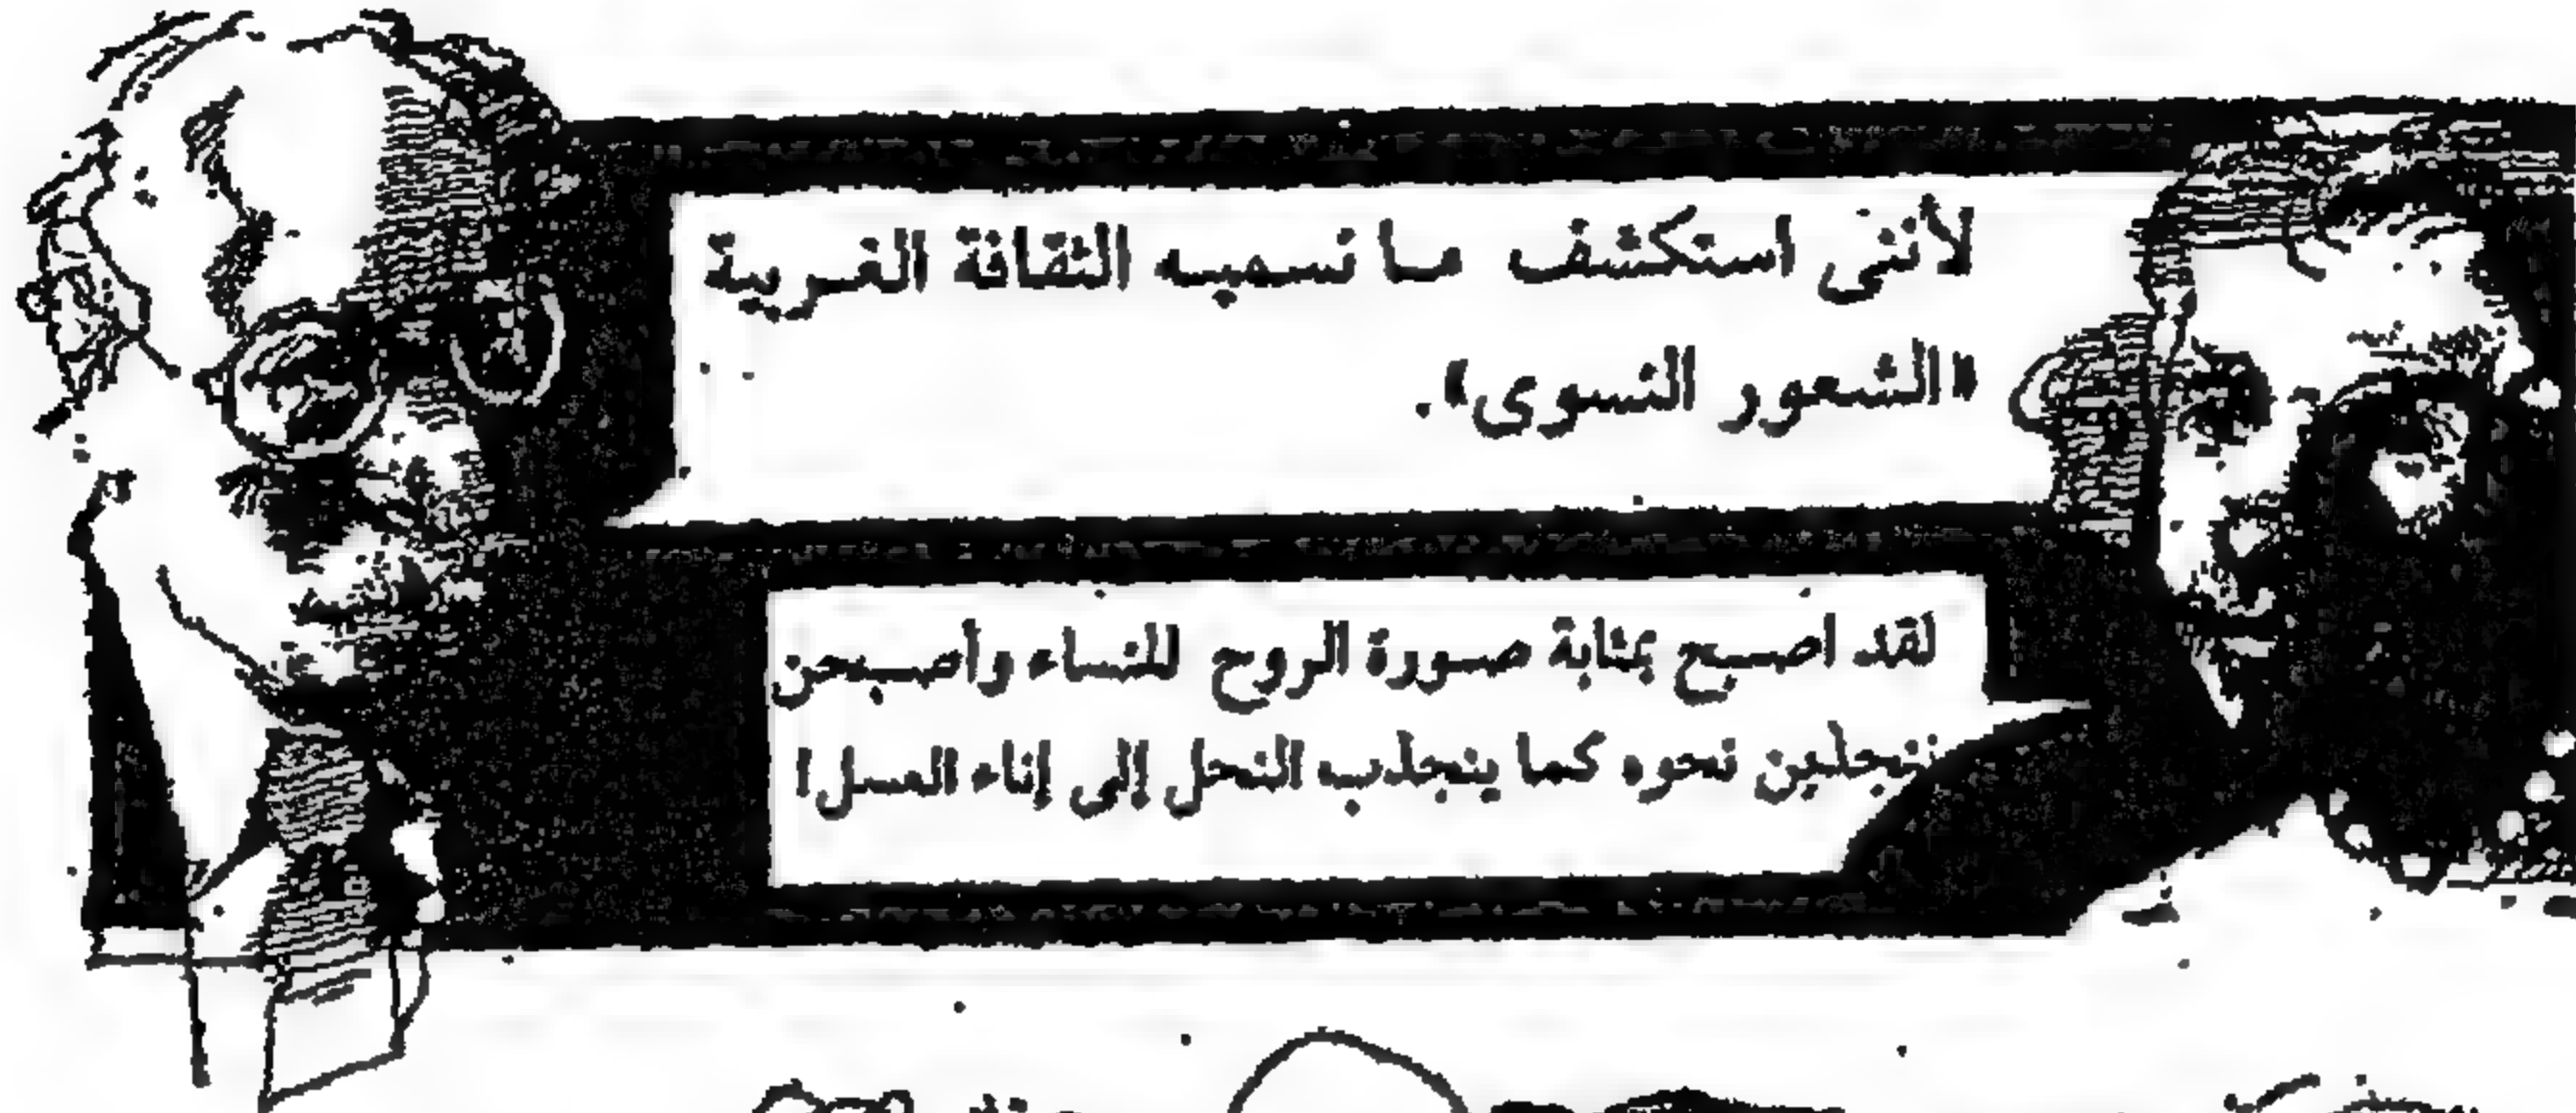 لأننى استكشف ما نسميه الثقافة الغربية
«الشعور النسوى».
لقد اصبح بمثابة صورة الروح للنساء وأصبحن
ينجذبن نحوه كما ينجذب النحل إلى إناء العسل!